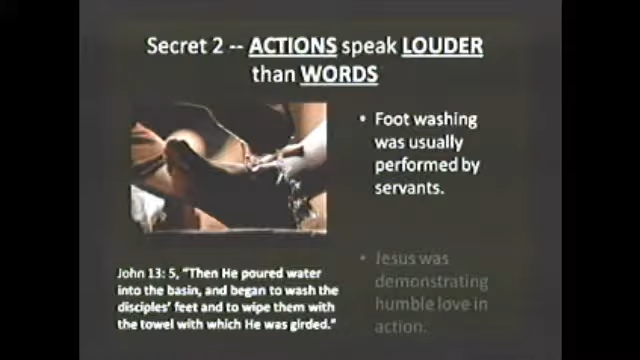 Secret 2 -- ACTIONS speak LOUDER
than WORDS
• Foot washing
was usually
performed by
servants.
• Jesus was
demonstrating
humble love in
action.
John 13: 5, "Then He poured water
into the basin, and began to wash the
disciples' feet and to wipe them with
the towel with which He was girded."